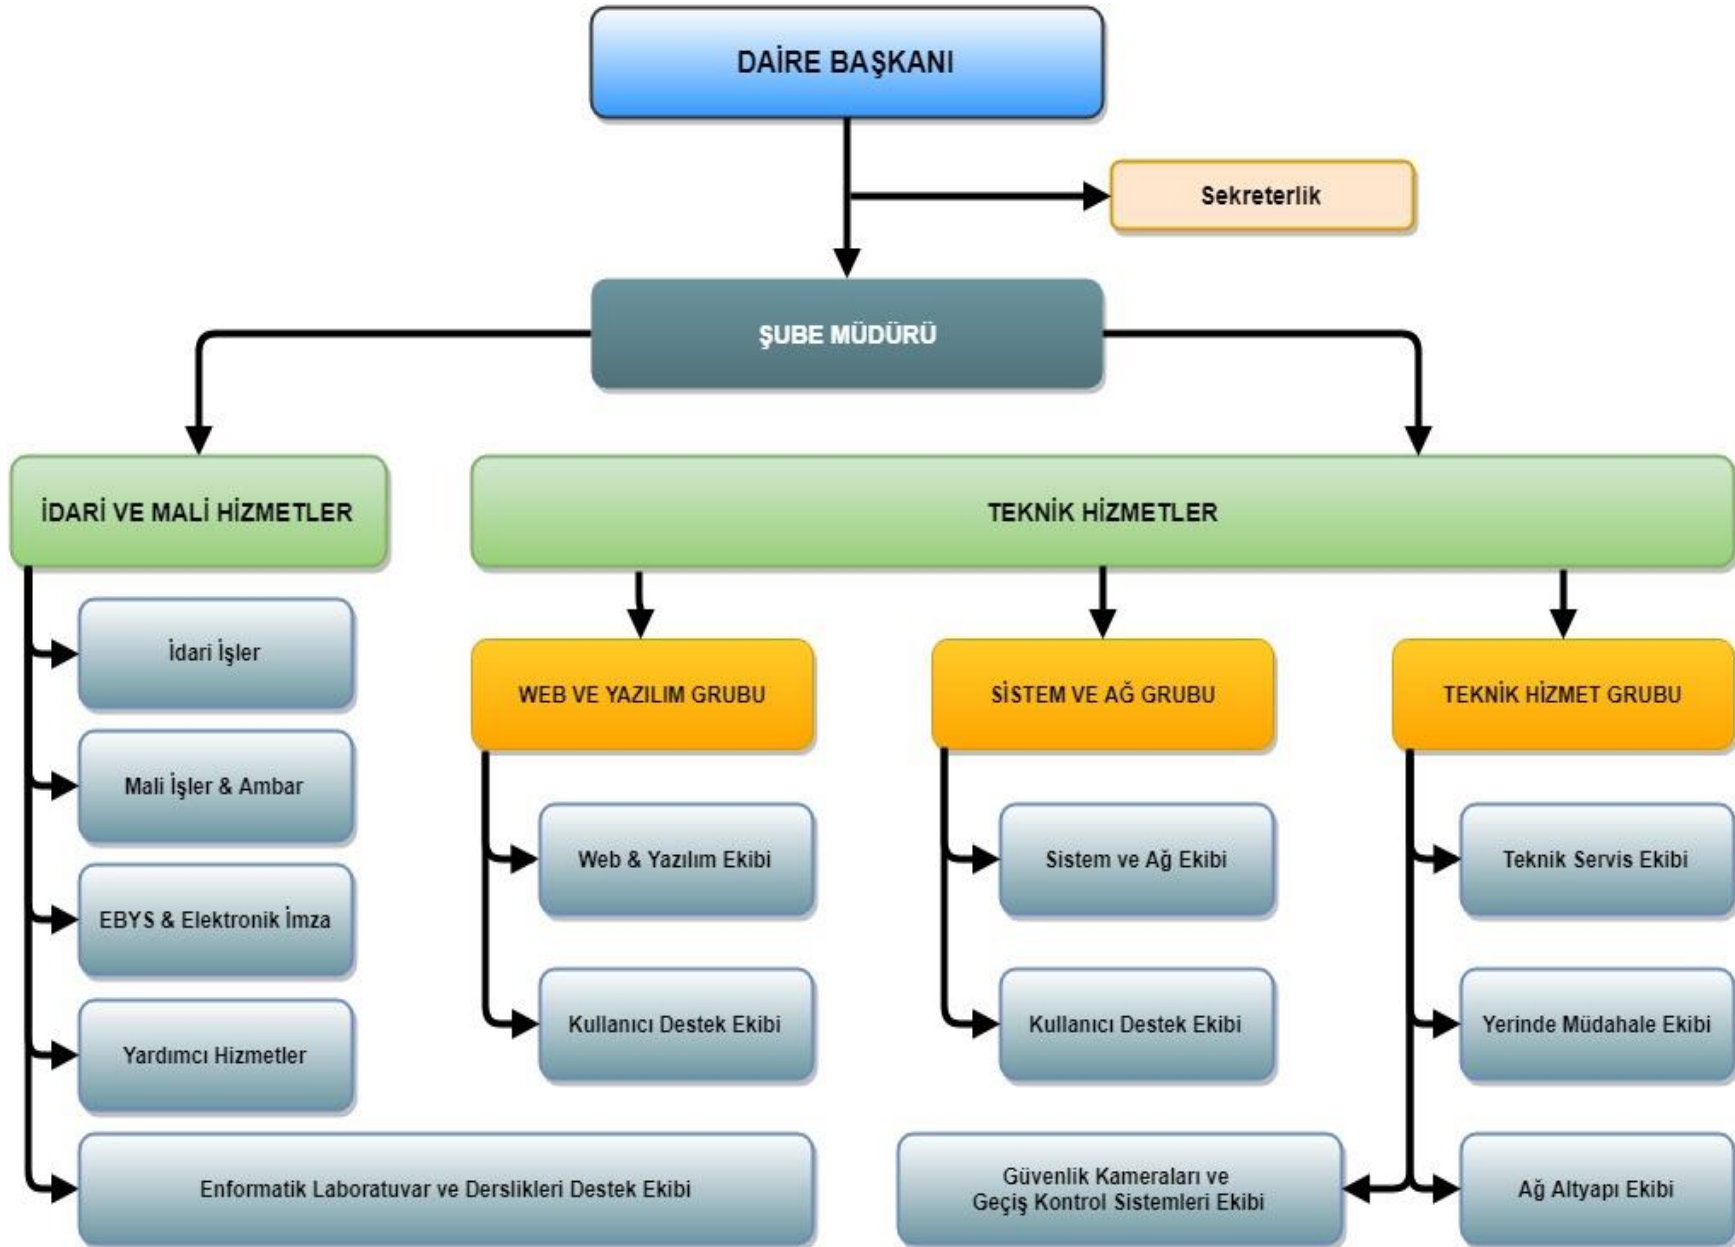 DAİRE BAŞKANI
Sekreterlik
ŞUBE MÜDÜRÜ
İDARİ VE MALİ HİZMETLER
TEKNİK HİZMETLER
İdari İşler
Mali İşler & Ambar
EBYS & Elektronik İmza
Yardımcı Hizmetler
Enformatik Laboratuvar ve Derslikleri Destek Ekibi
WEB VE YAZILIM GRUBU
Web & Yazılım Ekibi
Kullanıcı Destek Ekibi
SİSTEM VE AĞ GRUBU
Sistem ve Ağ Ekibi
Kullanıcı Destek Ekibi
TEKNİK HİZMET GRUBU
Teknik Servis Ekibi
Yerinde Müdahale Ekibi
Güvenlik Kameraları ve
Geçiş Kontrol Sistemleri Ekibi
Ağ Altyapı Ekibi